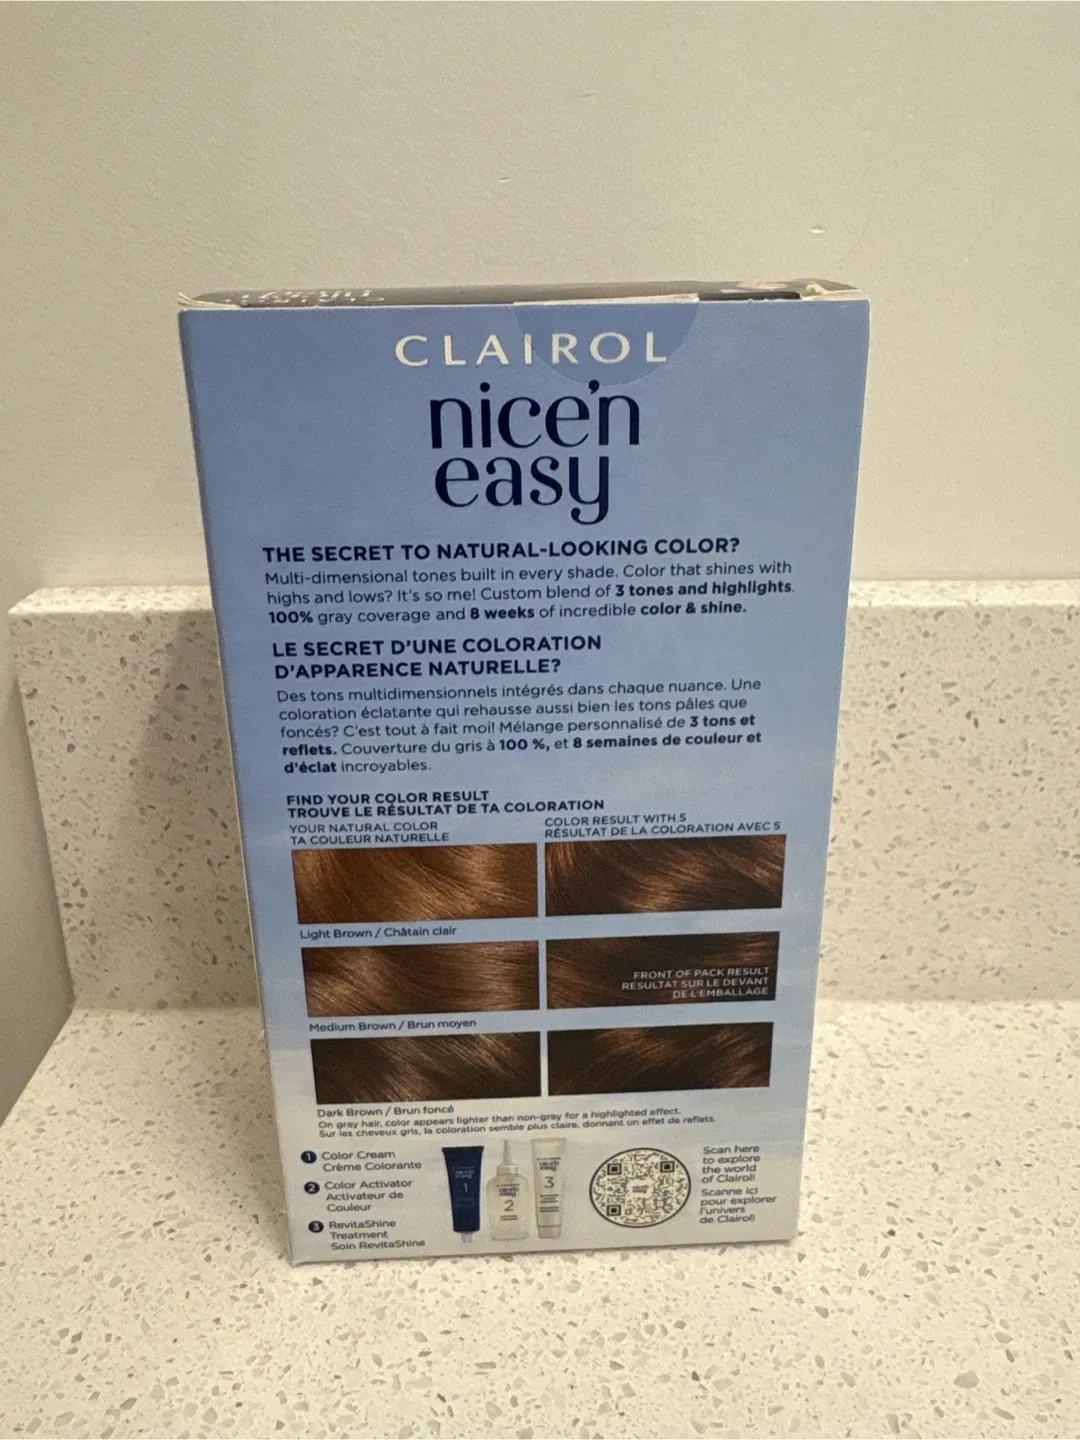 CLAIROL
nice'n
easy
THE SECRET TO NATURAL-LOOKING COLOR?
Multi-dimensional tones built in every shade. Color that shines with
highs and lows? It's so me! Custom blend of 3 tones and highlights.
100% gray coverage and 8 weeks of incredible color & shine.
LE SECRET D'UNE COLORATION
D'APPARENCE NATURELLE?
Des tons multidimensionnels intégrés dans chaque nuance. Une
coloration éclatante qui rehausse aussi bien les tons pâles que
foncés? C'est tout à fait moi! Mélange personnalisé de 3 tons et
reflets. Couverture du gris à 100 %, et 8 semaines de couleur et
d'éclat incroyables.
FIND YOUR COLOR RESULT
TROUVE LE RÉSULTAT DE TA COLORATION
YOUR NATURAL COLOR
TA COULEUR NATURELLE
COLOR RESULT WITH 5
RÉSULTAT DE LA COLORATION AVEC 5
Light Brown / Châtain clair
FRONT OF PACK RESULT
RÉSULTAT SUR LE DEVANT
DE L'EMBALLAGE
Medium Brown / Brun moyen
Dark Brown / Brun foncé
On gray hair, color appears lighter than non-gray for a highlighted effect.
Sur les cheveux gris, la coloration semble plus claire, donnant un effet de reflets.
1 Color Cream
Crème Colorante
2 Color Activator
Activateur de
Couleur
3 RevitaShine
Treatment
Soin RevitaShine
1
2
3
Scan here
to explore
the world
of Clairol!
Scanne ici
pour explorer
l'univers
de Clairol!